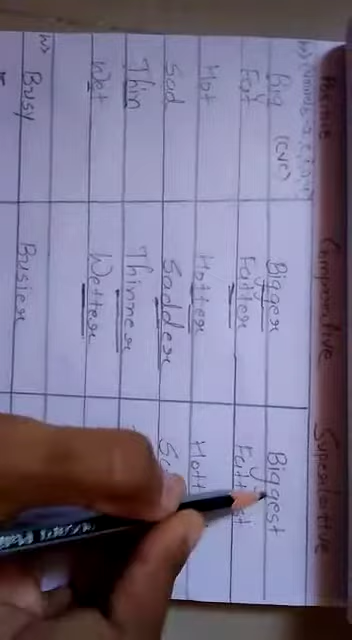 Positive Comparative Superlative
Big (CVC) Bigger Biggest
Fat Fatter
Hot Hotter Hott
Sad Sadder
Thin Thinner
Wet Wetter
Busy Busier